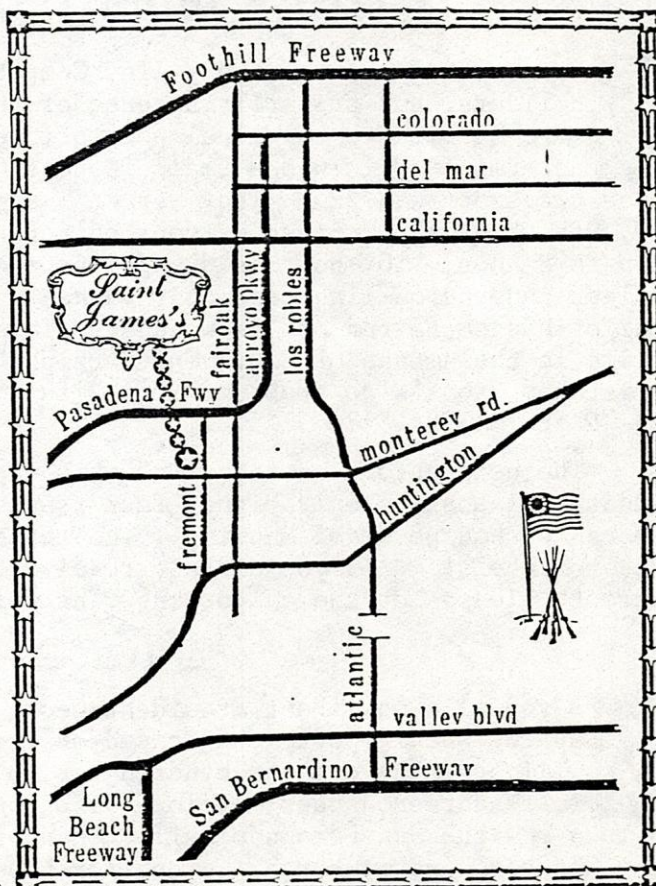 Foothill Freeway
colorado
del mar
california
Saint
James's
fairoak
arroyo pkwy
los robles
Pasadena Fwy
monterey rd.
huntington
fremont
atlantic
valley blvd
San Bernardino Freeway
Long
Beach
Freeway